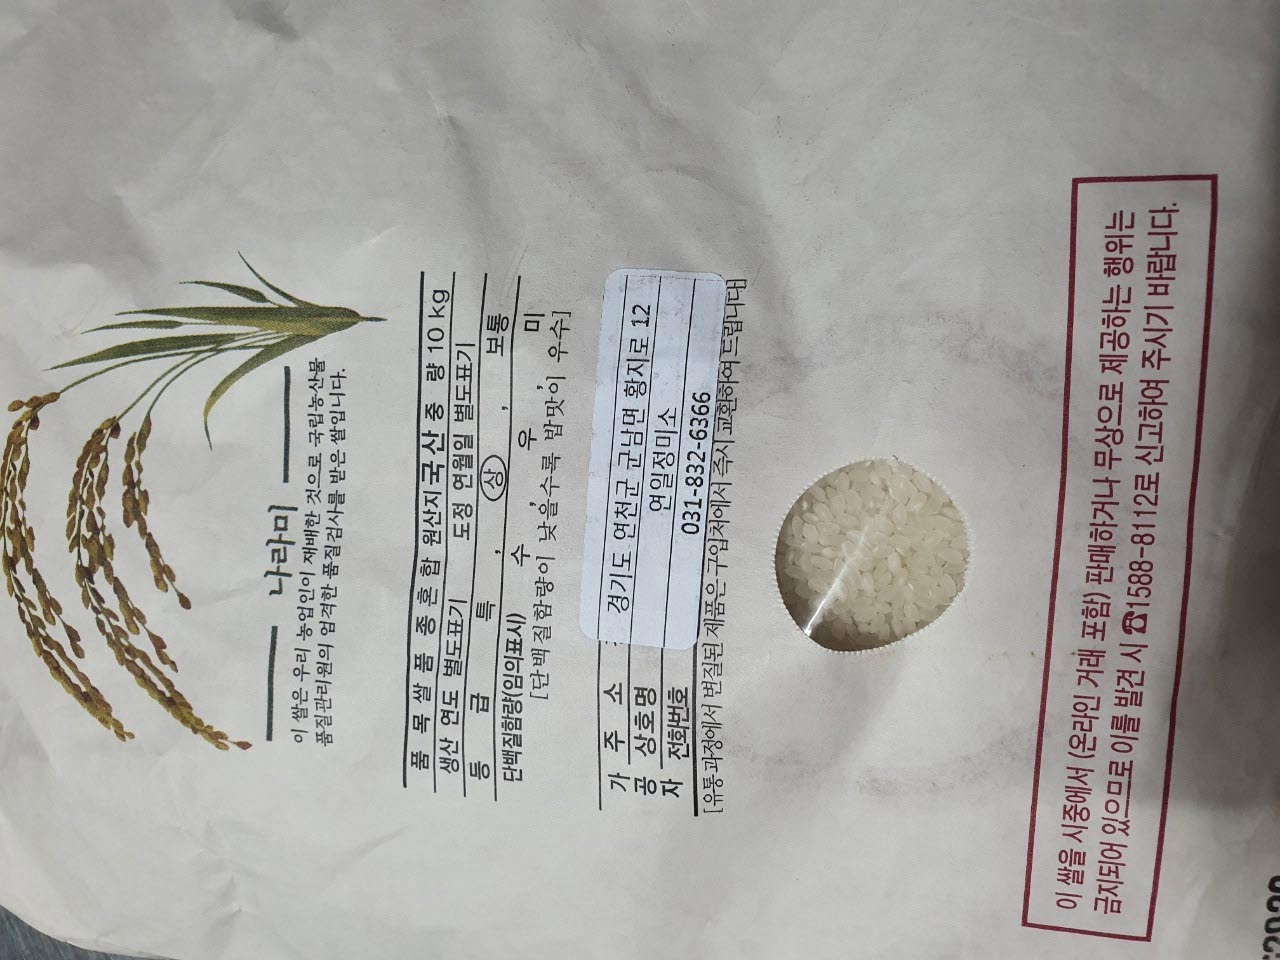 나라미
이 쌀은 우리 농업인이 재배한 것으로 국립농산물
품질관리원의 엄격한 품질검사를 받은 쌀입니다.
품 목 쌀 품 종 혼 합 원산지 국 산 중 량 10 kg
생산 연도 별도표기 도정 연월일 별도표기
등 급 특 , 상 , 보통
단백질함량(임의표시) 수 , 우 , 미
[단백질함량이 낮을수록 밥맛이 우수]
가공자
주 소 경기도 연천군 군남면 황지로 12
상호명 연일정미소
전화번호 031-832-6366
[유통과정에서 변질된 제품은 구입처에서 즉시 교환하여 드립니다]
이 쌀을 시중에서 (온라인 거래 포함) 판매하거나 무상으로 제공하는 행위는
금지되어 있으므로 이를 발견 시 ☎1588-8112로 신고하여 주시기 바랍니다.